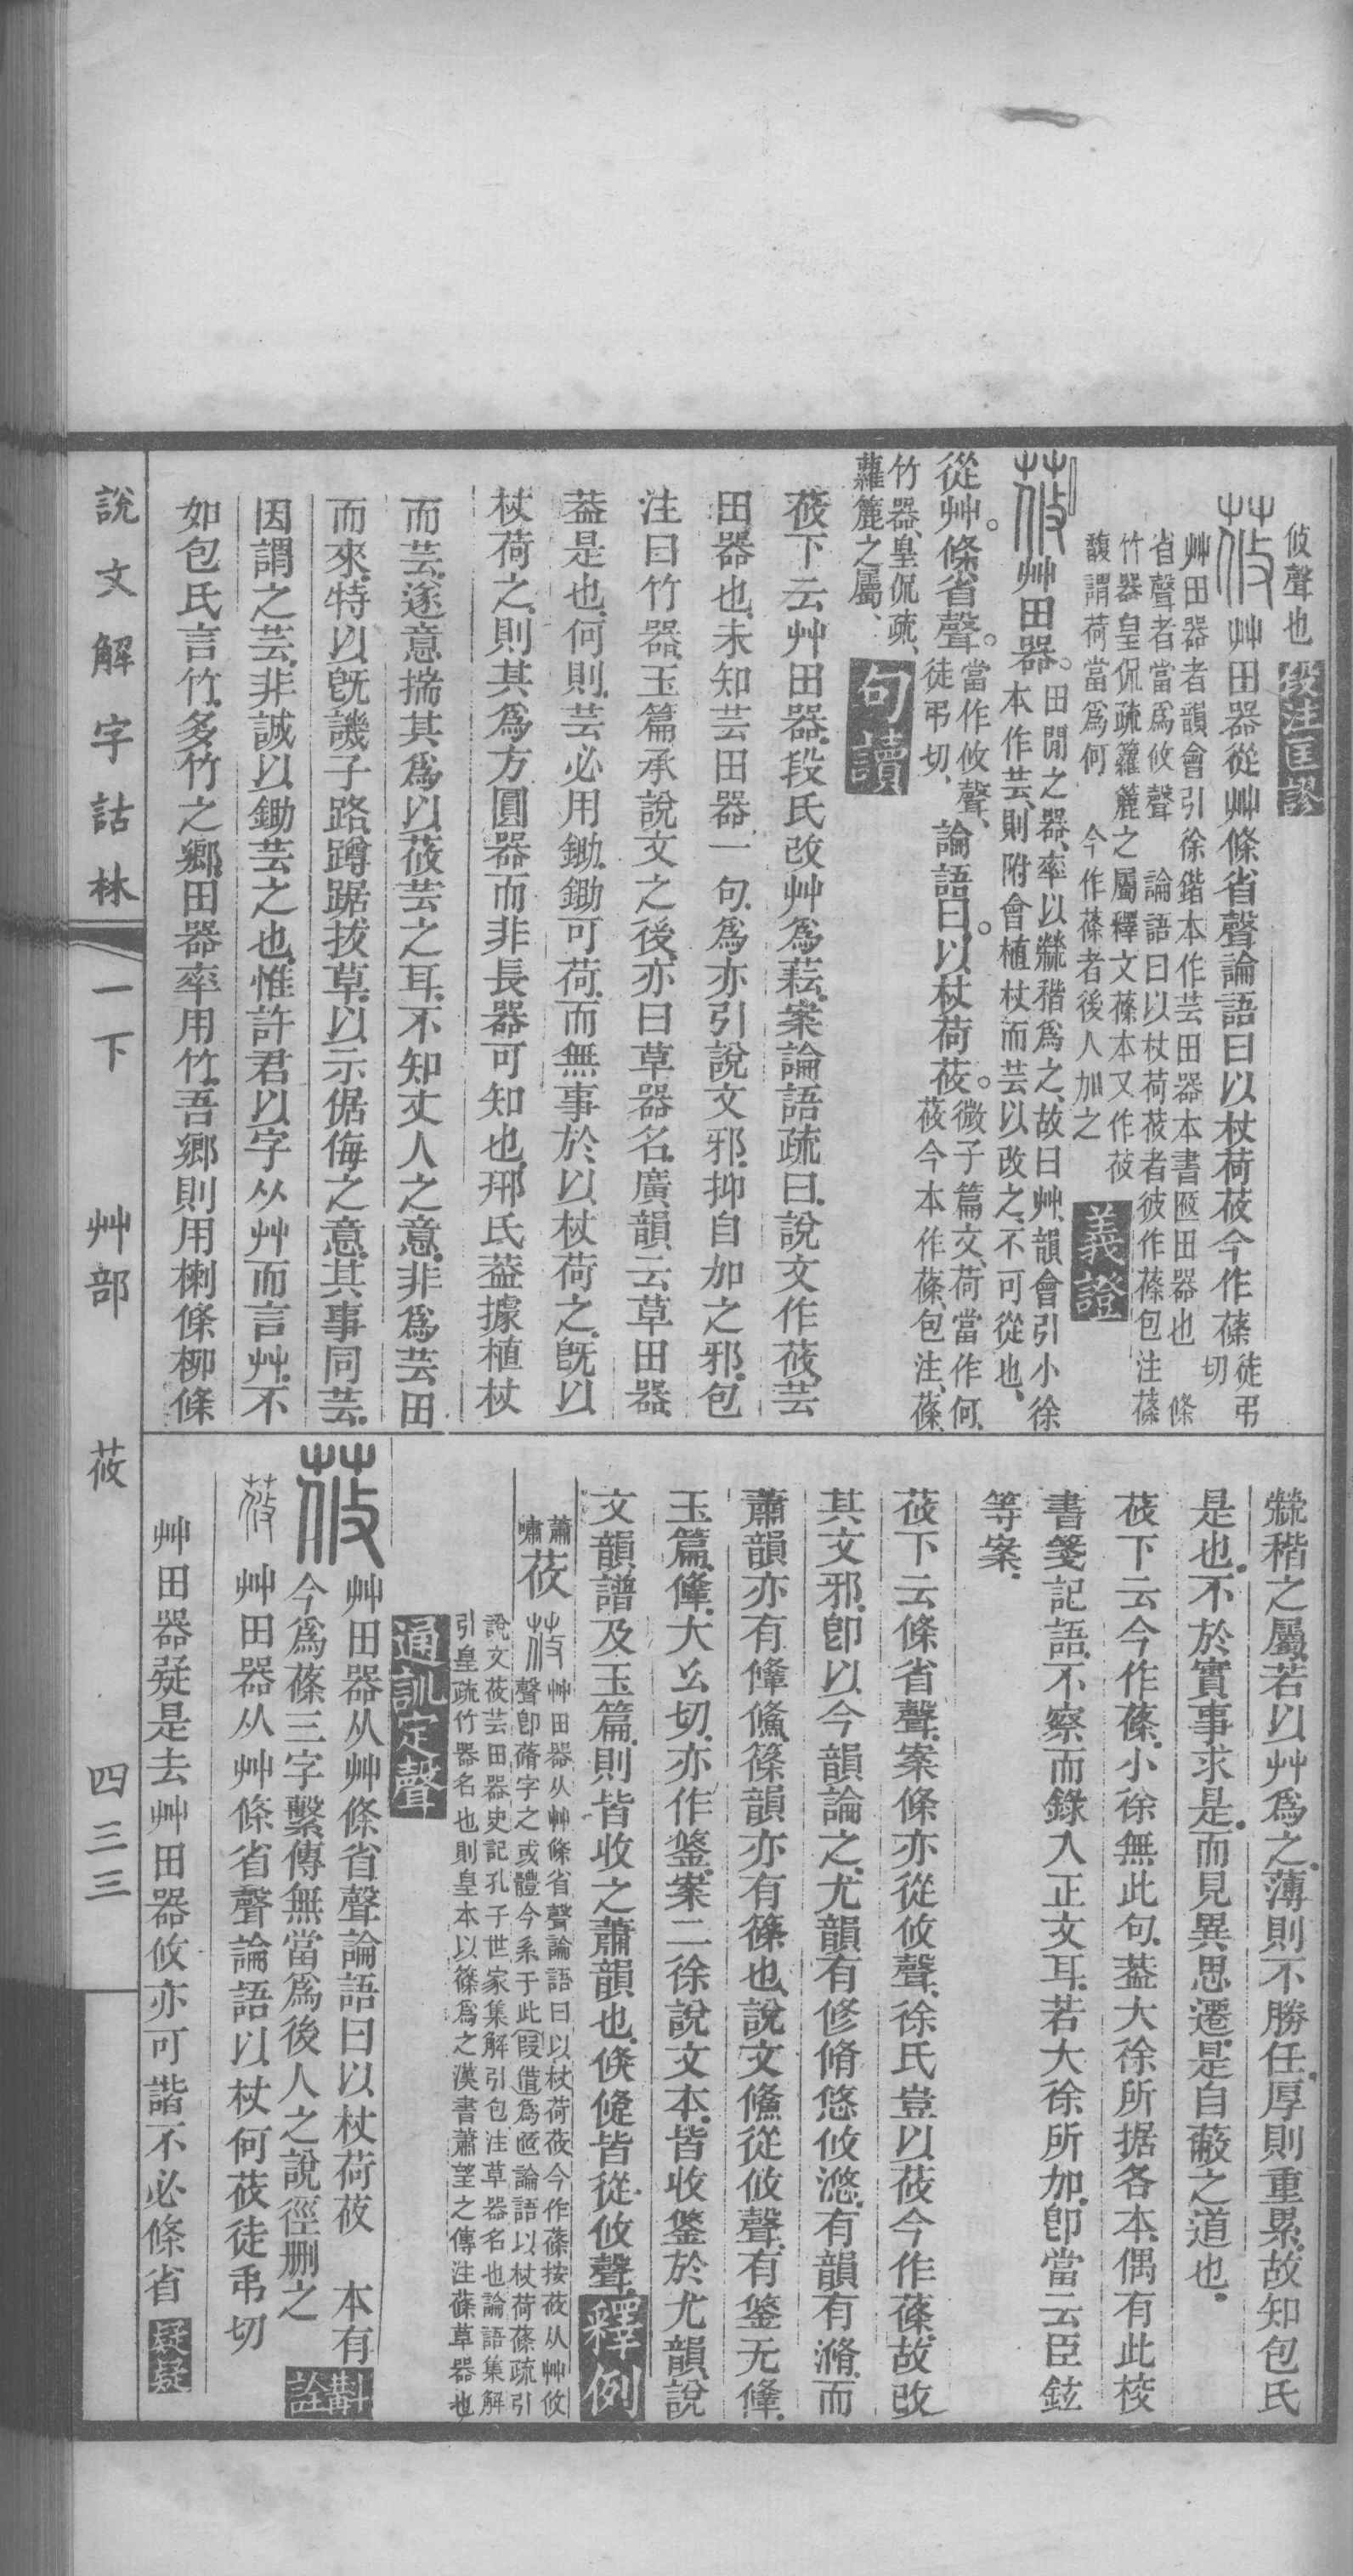 攸聲也 段注匡謬
艸田器從艸條省聲論語曰以杖荷莜今作蓧 徒弔切
艸田器者韻會引徐鍇本作芸田器本書匧田器也 條
省聲者當爲攸聲 論語曰以杖荷莜者彼作蓧包注蓧
竹器皇侃疏籮簏之屬釋文蓧本又作莜
馥謂荷當爲何 今作蓧者後人加之 義證
莜 艸田器。田閒之器、率以虉稭爲之、故曰艸、韻會引小徐
本作芸、則附會植杖而芸以改之、不可從也、
從艸。條省聲。當作攸聲、徒弔切、論語曰。以杖荷莜。微子篇文、荷當作何、
莜今本作蓧、包注、蓧、
竹器、皇侃疏、
蘿簏之屬、 句讀
莜下云艸田器。段氏改艸爲耘。案論語疏曰。說文作莜。芸
田器也。未知芸田器一句。爲亦引說文邪。抑自加之邪。包
注曰竹器。玉篇承說文之後。亦曰草器名。廣韻云草田器。
葢是也。何則。芸必用鋤。鋤可荷。而無事於以杖荷之。旣以
杖荷之。則其爲方圓器而非長器可知也。邢氏葢據植杖
而芸。遂意揣其爲以莜芸之耳。不知丈人之意。非爲芸田
而來。特以旣譏子路。蹲踞拔草。以示倨侮之意。其事同芸。
因謂之芸。非誠以鋤芸之也。惟許君以字从艸而言艸。不
如包氏言竹。多竹之鄉。田器率用竹。吾鄉則用楋條柳條
稭之屬。若以艸爲之。薄則不勝任。厚則重累。故知包氏
是也。不於實事求是。而見異思遷。是自蔽之道也。
莜下云今作蓧。小徐無此句。葢大徐所据各本。偶有此校
書箋記語。不察而錄入正文耳。若大徐所加。卽當云臣鉉
等案。
莜下云條省聲。案條亦從攸聲。徐氏豈以莜今作蓧。故改
其文邪。卽以今韻論之。尤韻有修脩悠攸滺。有韻有滫。而
蕭韻亦有鞗鯈。篠韻亦有篠也。說文鯈從攸聲。有鋚无鞗。
玉篇。鞗。大幺切。亦作鋚。案二徐說文本。皆收鋚於尤韻。說
文韻譜及玉篇。則皆收之蕭韻也。倏儵皆從攸聲。 釋例
蕭嘯 莜 艸田器从艸條省聲論語曰以杖荷莜今作蓧按莜从艸攸
聲卽蓨字之或體今系于此 叚借爲匧論語以杖荷蓧疏引
說文莜芸田器史記孔子世家集解引包注草器名也論語集解
引皇疏竹器名也則皇本以篠爲之漢書蕭望之傳注蓧草器也
通訓定聲
艸田器从艸條省聲論語曰以杖荷莜 本有
今爲蓧三字繫傳無當爲後人之說徑刪之 斠詮
莜 艸田器从艸條省聲論語以杖何莜徒弔切
艸田器疑是去艸田器攸亦可諧不必條省 疑疑
說文解字詁林 一下 艸部 莜 四三三